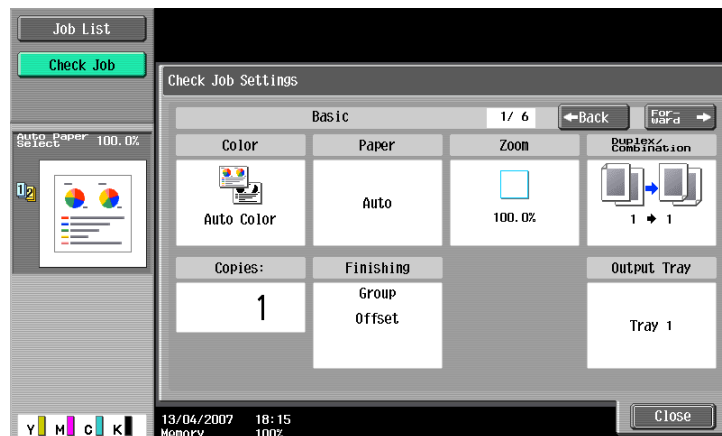 Job List
Check Job
Check Job Settings
Basic
1/ 6
←Back
For-
ward →
Auto Paper
Select
100.0%
Color
Paper
Zoom
Duplex/
Combination
1 2
Auto Color
Auto
100.0%
1 → 1
Copies:
Finishing
Output Tray
1
Group
Offset
Tray 1
Close
Y M C K
13/04/2007 18:15
Memory 100%